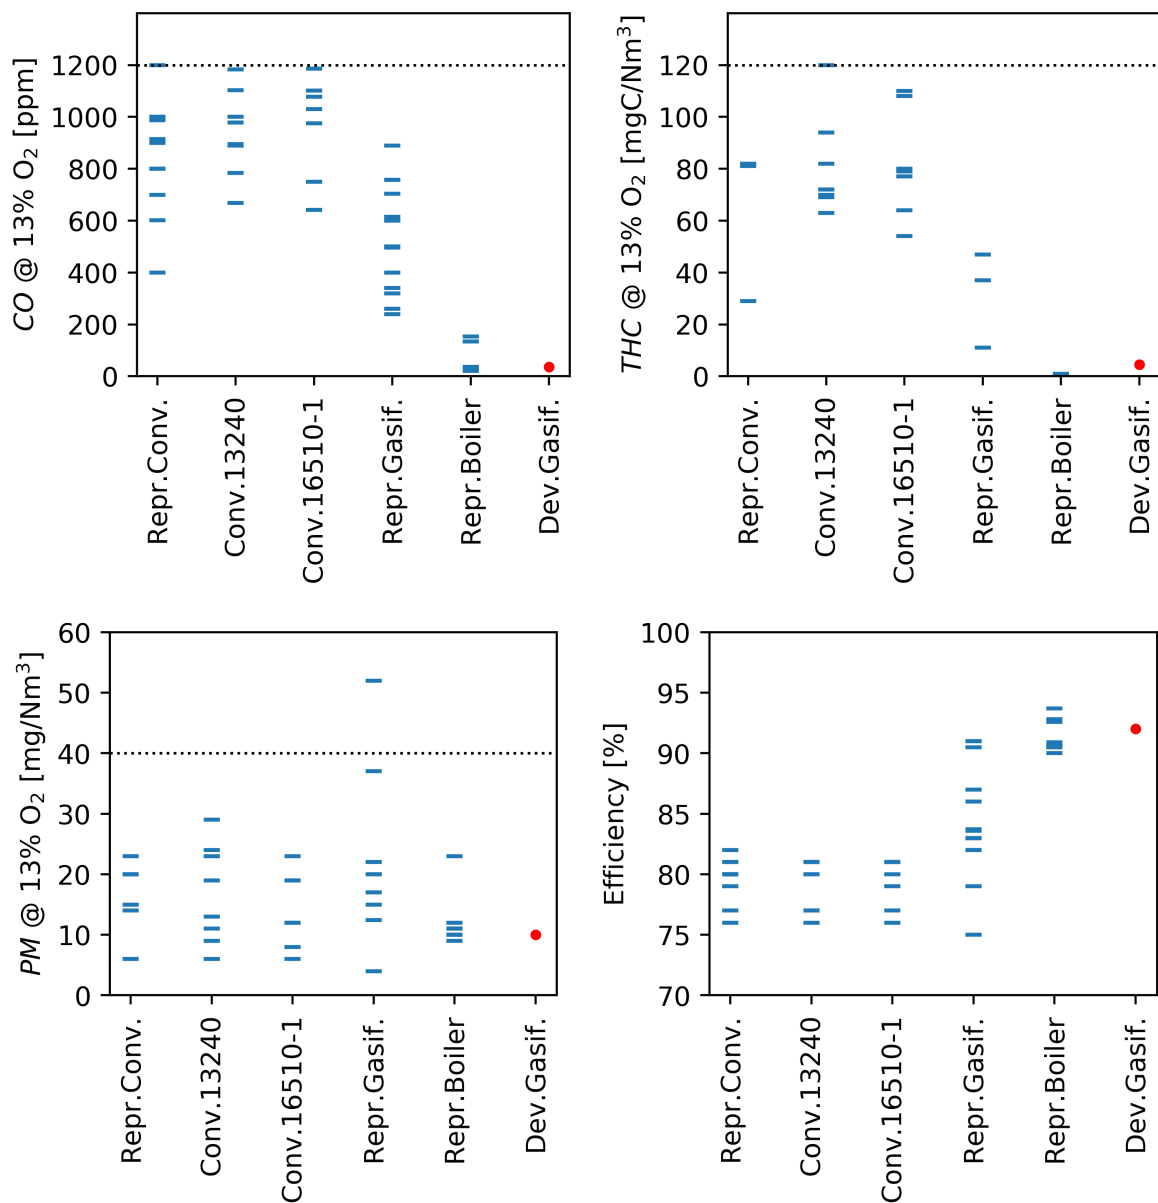 CO @ 13% O₂ [ppm]
1200
1000
800
600
400
200
0
Repr.Conv.
Conv.13240
Conv.16510-1
Repr.Gasif.
Repr.Boiler
Dev.Gasif.
THC @ 13% O₂ [mgC/Nm³]
120
100
80
60
40
20
0
Repr.Conv.
Conv.13240
Conv.16510-1
Repr.Gasif.
Repr.Boiler
Dev.Gasif.
PM @ 13% O₂ [mg/Nm³]
60
50
40
30
20
10
0
Repr.Conv.
Conv.13240
Conv.16510-1
Repr.Gasif.
Repr.Boiler
Dev.Gasif.
Efficiency [%]
100
95
90
85
80
75
70
Repr.Conv.
Conv.13240
Conv.16510-1
Repr.Gasif.
Repr.Boiler
Dev.Gasif.